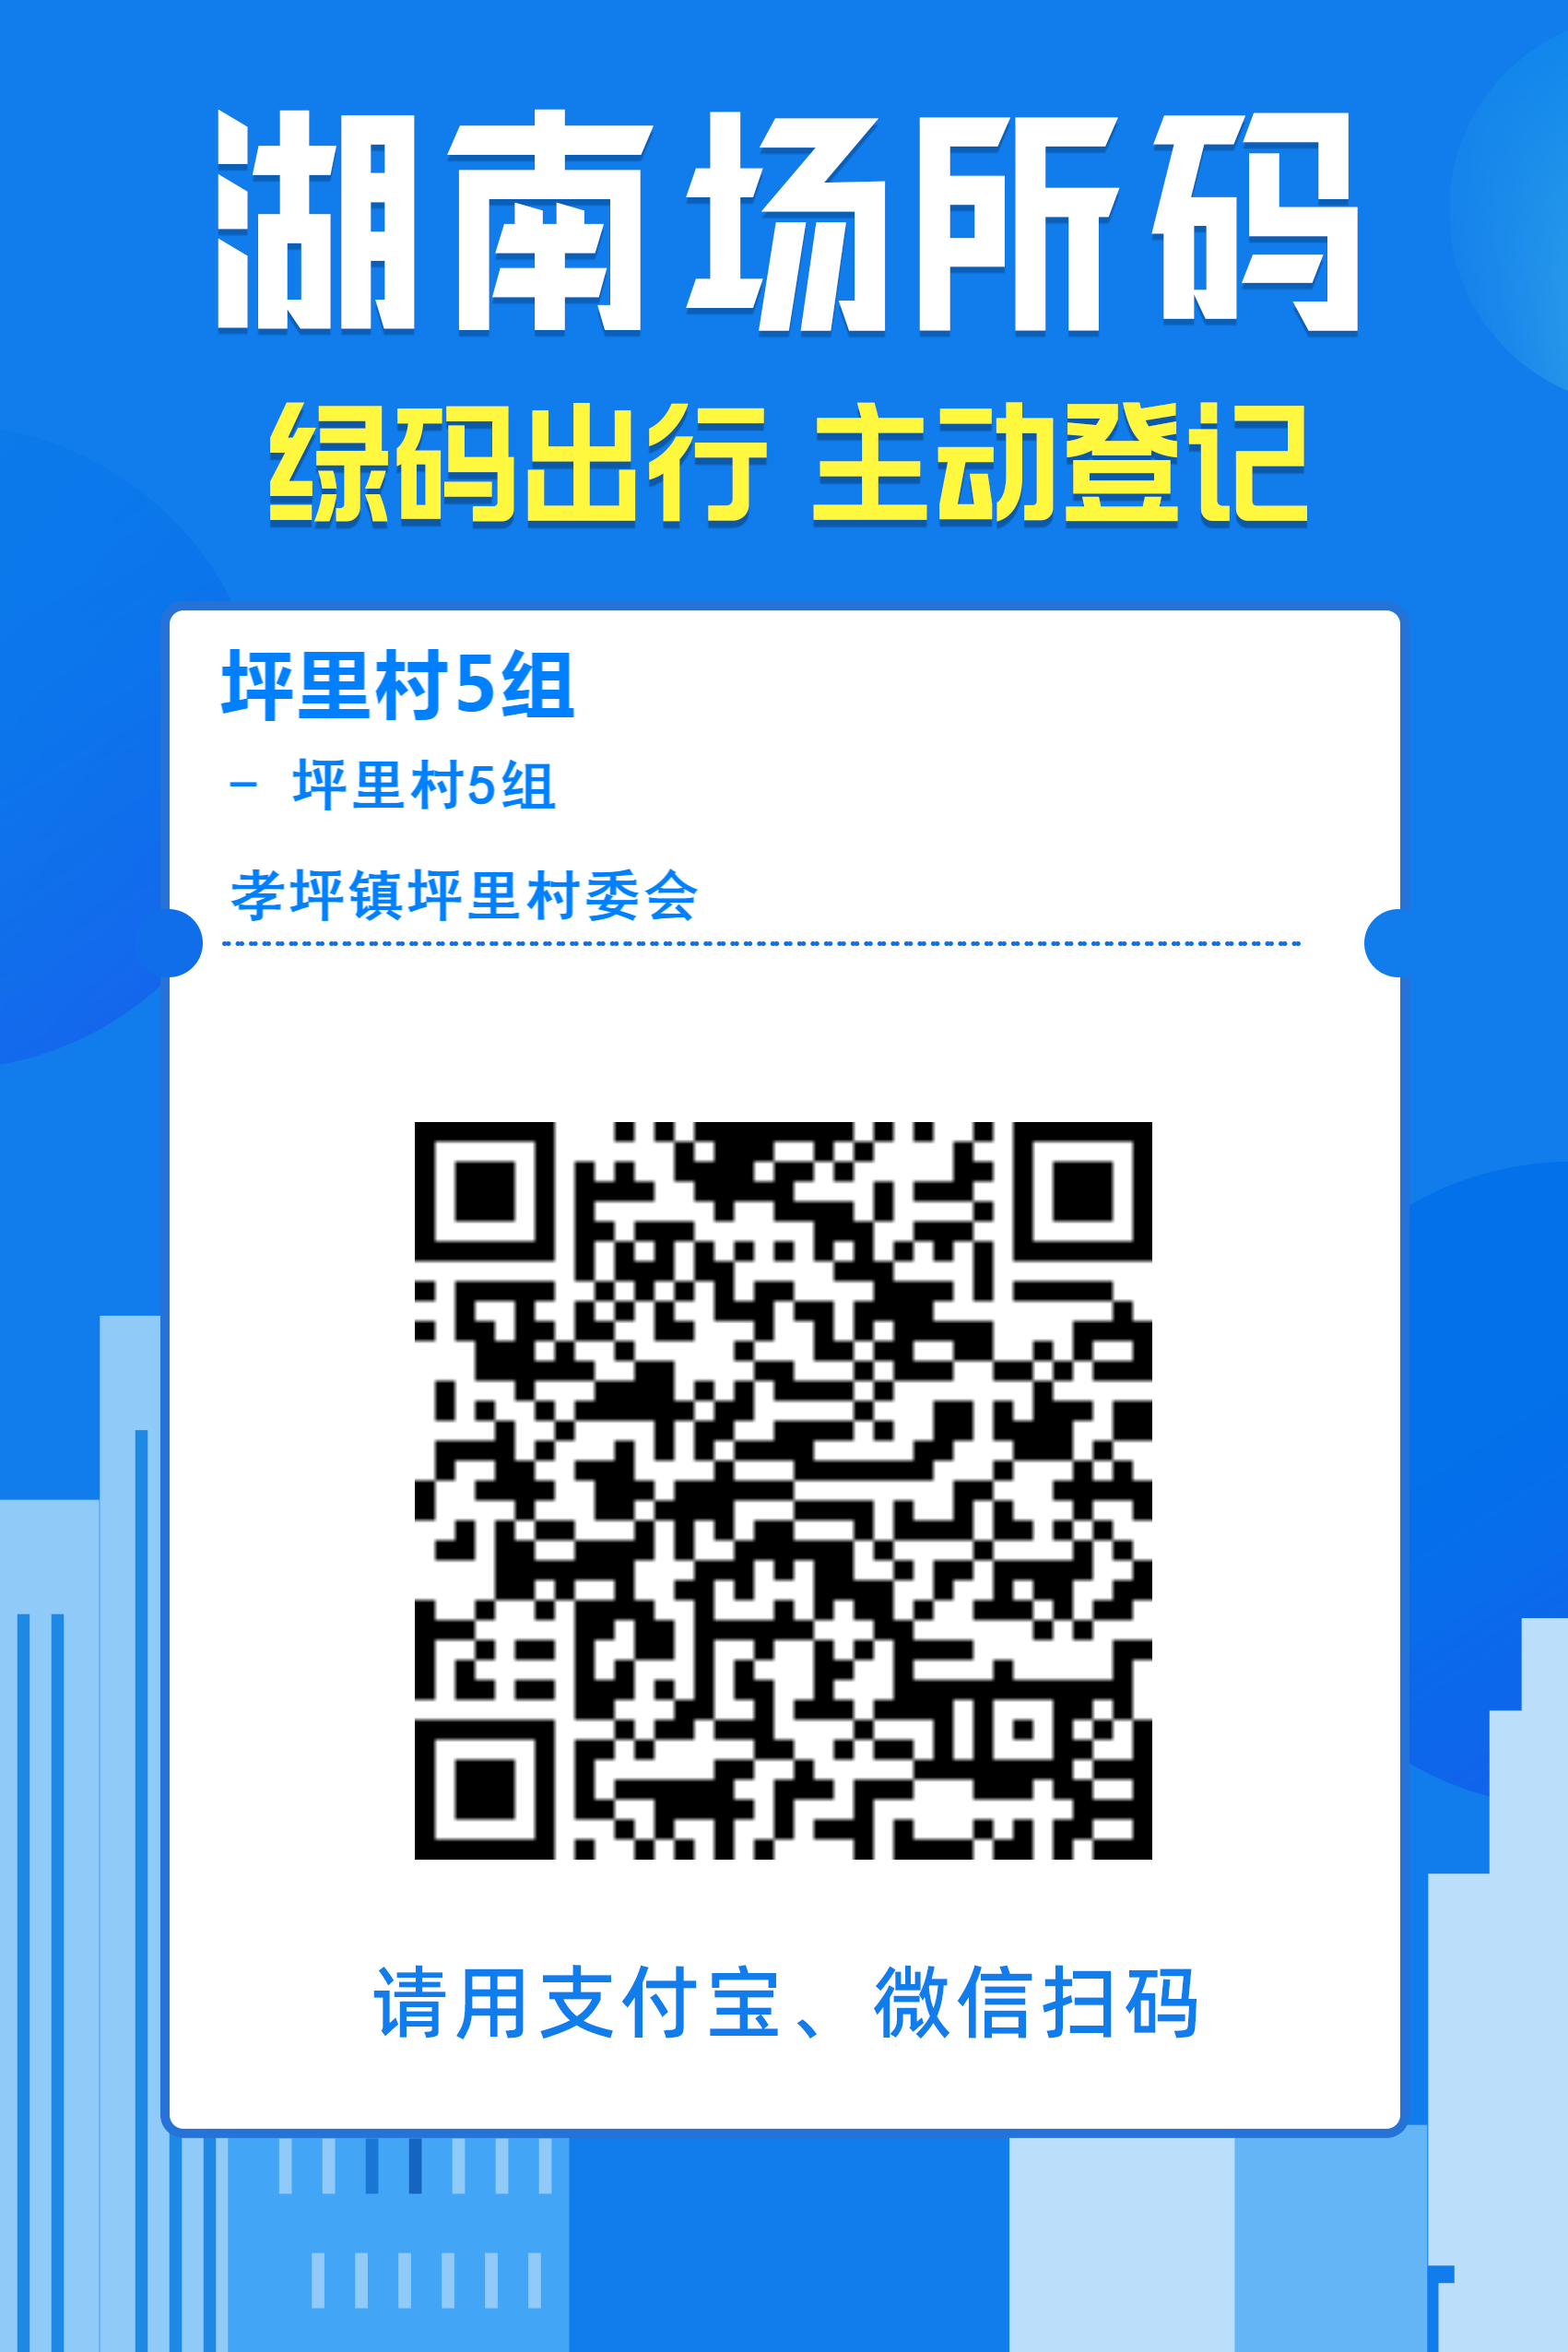 湖南场所码
绿码出行 主动登记
坪里村5组
- 坪里村5组
孝坪镇坪里村委会
请用支付宝、微信扫码